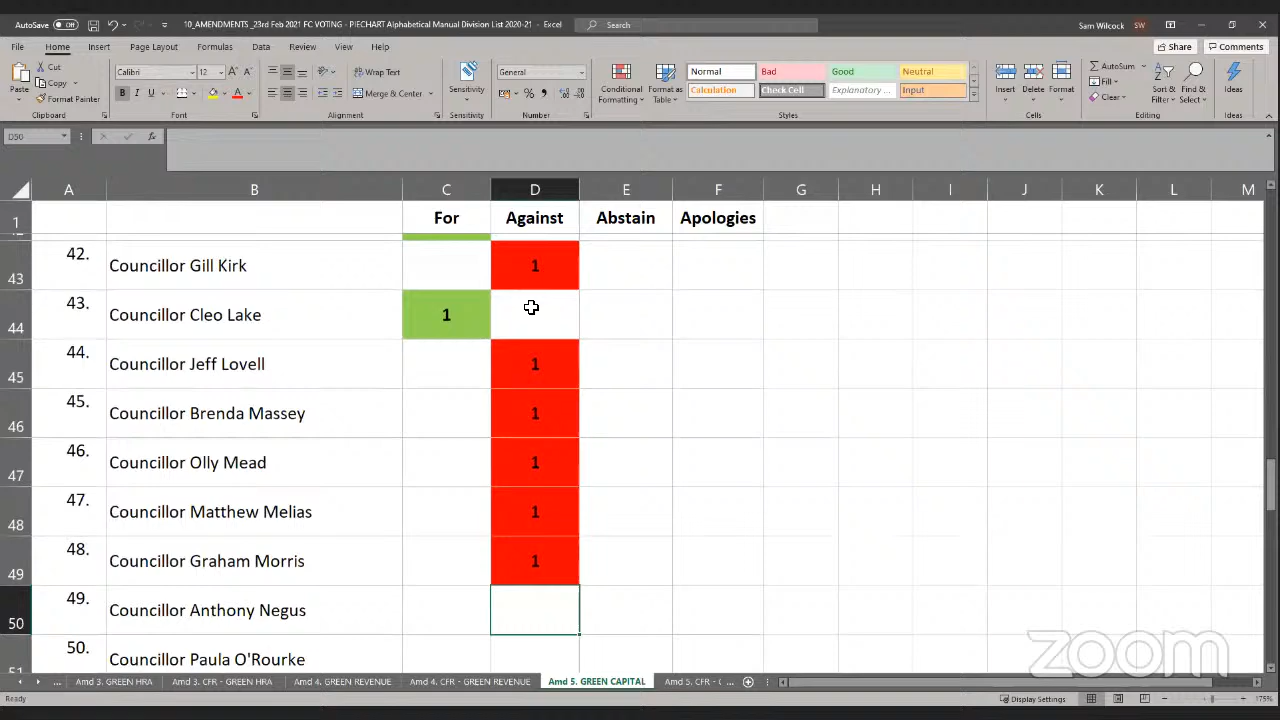 AutoSave Off 10_AMENDMENTS _23rd Feb 2021 FC VOTING - PIECHART Alphabetical Manual Division List 2020-21 - Excel Search Sam Wilcock SW
File Home Insert Page Layout Formulas Data Review View Help Share Comments
Cut
Copy
Format Painter
Paste
Clipboard
Calibri 12
B I U
Font
Wrap Text
Merge & Center
Alignment
Sensitivity
Sensitivity
General
Number
Conditional Formatting
Format as Table
Normal Bad Good Neutral
Calculation Check Cell Explanatory ... Input
Styles
Insert Delete Format
Cells
AutoSum
Fill
Clear
Sort & Filter
Find & Select
Editing
Ideas
Ideas
D50 fx
A B C D E F G H I J K L M
1 For Against Abstain Apologies
43 42. Councillor Gill Kirk 1
44 43. Councillor Cleo Lake 1
45 44. Councillor Jeff Lovell 1
46 45. Councillor Brenda Massey 1
47 46. Councillor Olly Mead 1
48 47. Councillor Matthew Melias 1
49 48. Councillor Graham Morris 1
50 49. Councillor Anthony Negus
51 50. Councillor Paula O'Rourke
zoom
... Amd 3. GREEN HRA Amd 3. CFR - GREEN HRA Amd 4. GREEN REVENUE Amd 4. CFR - GREEN REVENUE Amd 5. GREEN CAPITAL Amd 5. CFR - ( ...
Ready Display Settings 175%